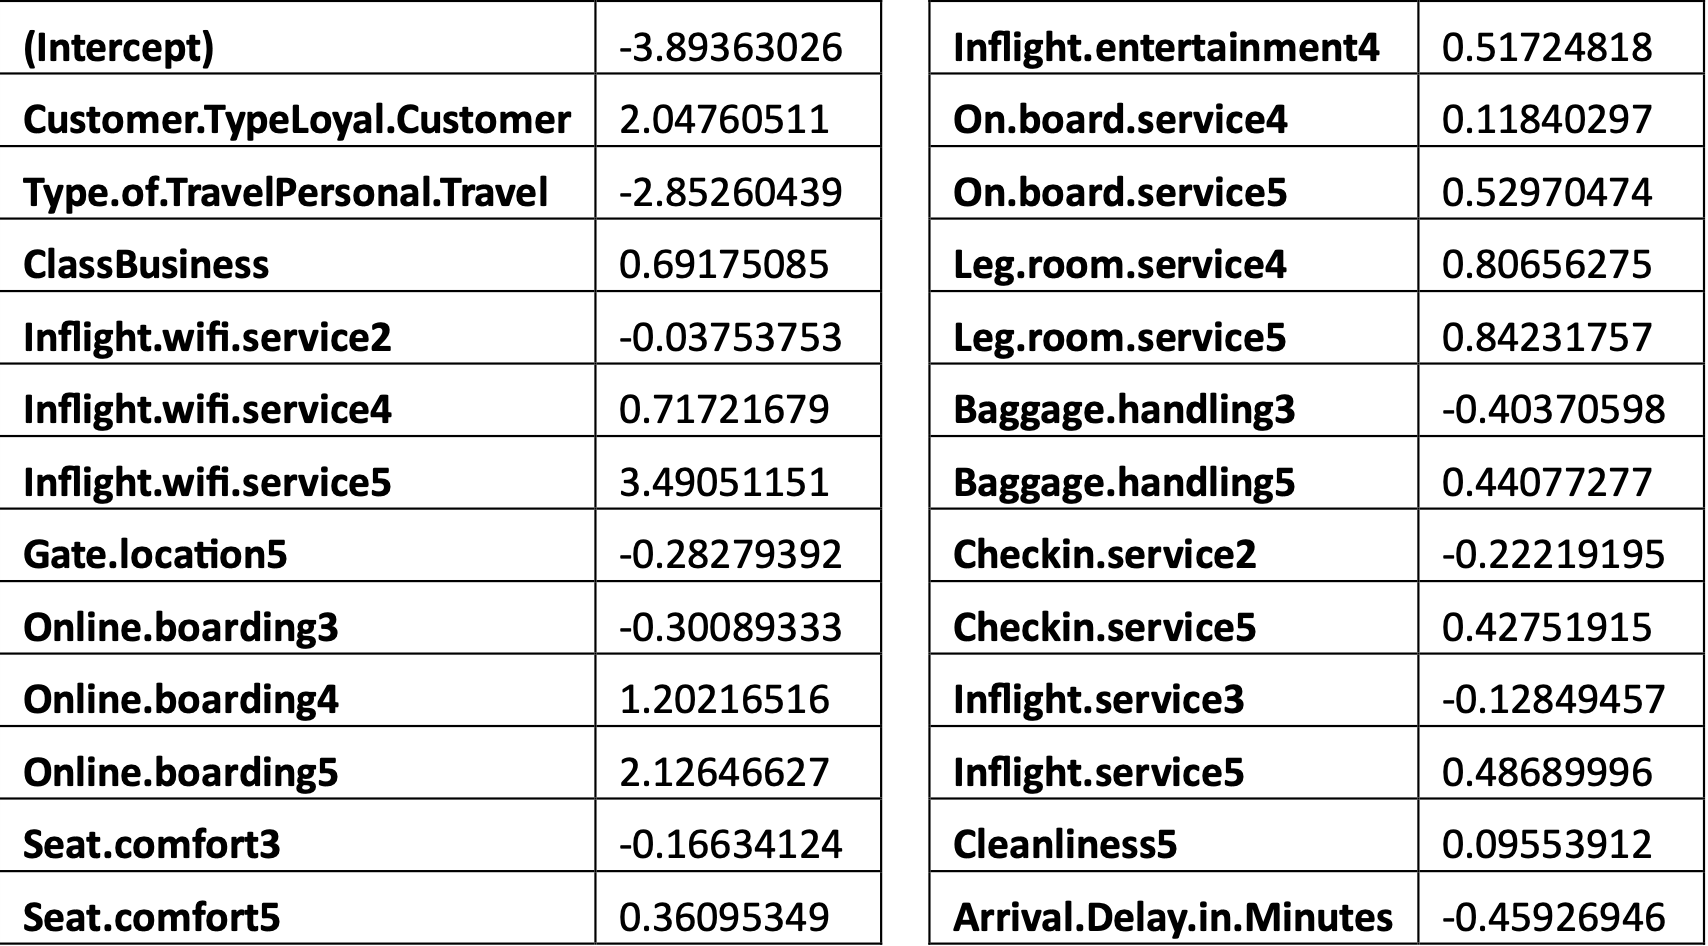 (Intercept) -3.89363026
Customer.TypeLoyal.Customer 2.04760511
Type.of.TravelPersonal.Travel -2.85260439
ClassBusiness 0.69175085
Inflight.wifi.service2 -0.03753753
Inflight.wifi.service4 0.71721679
Inflight.wifi.service5 3.49051151
Gate.location5 -0.28279392
Online.boarding3 -0.30089333
Online.boarding4 1.20216516
Online.boarding5 2.12646627
Seat.comfort3 -0.16634124
Seat.comfort5 0.36095349
Inflight.entertainment4 0.51724818
On.board.service4 0.11840297
On.board.service5 0.52970474
Leg.room.service4 0.80656275
Leg.room.service5 0.84231757
Baggage.handling3 -0.40370598
Baggage.handling5 0.44077277
Checkin.service2 -0.22219195
Checkin.service5 0.42751915
Inflight.service3 -0.12849457
Inflight.service5 0.48689996
Cleanliness5 0.09553912
Arrival.Delay.in.Minutes -0.45926946